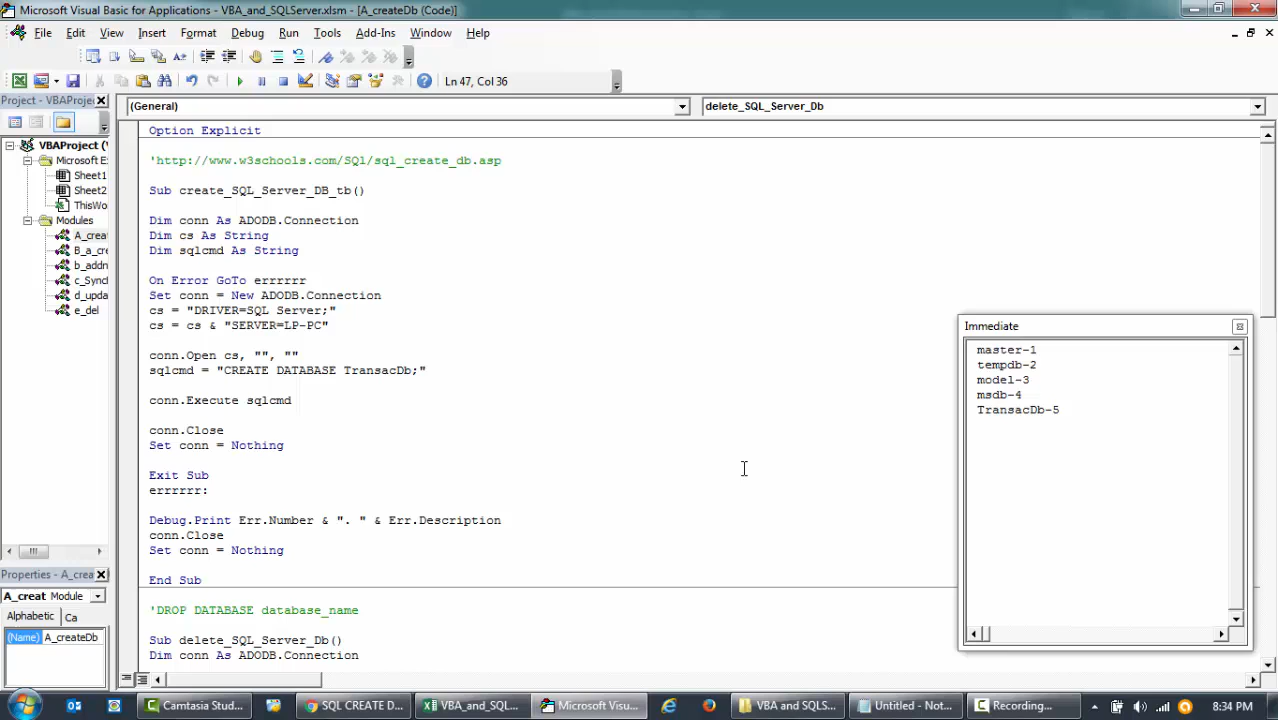 Microsoft Visual Basic for Applications - VBA_and_SQLServer.xlsm - [A_createDb (Code)]
File Edit View Insert Format Debug Run Tools Add-Ins Window Help
Ln 47, Col 36
Project - VBAProje
(General)
delete_SQL_Server_Db
VBAProject (
Microsoft Ex
Sheet1
Sheet2
ThisWo
Modules
A_crea
B_a_cre
b_addn
c_Synch
d_upda
e_del
Option Explicit
'http://www.w3schools.com/SQl/sql_create_db.asp
Sub create_SQL_Server_DB_tb()
Dim conn As ADODB.Connection
Dim cs As String
Dim sqlcmd As String
On Error GoTo errrrrr
Set conn = New ADODB.Connection
cs = "DRIVER=SQL Server;"
cs = cs & "SERVER=LP-PC"
conn.Open cs, "", ""
sqlcmd = "CREATE DATABASE TransacDb;"
conn.Execute sqlcmd
conn.Close
Set conn = Nothing
Exit Sub
errrrrr:
Debug.Print Err.Number & ". " & Err.Description
conn.Close
Set conn = Nothing
End Sub
'DROP DATABASE database_name
Sub delete_SQL_Server_Db()
Dim conn As ADODB.Connection
Immediate
master-1
tempdb-2
model-3
msdb-4
TransacDb-5
Properties - A_crea
A_creat Module
Alphabetic Ca
(Name) A_createDb
Camtasia Stud...
SQL CREATE D...
VBA_and_SQL...
Microsoft Visu...
VBA and SQLS...
Untitled - Not...
Recording...
8:34 PM